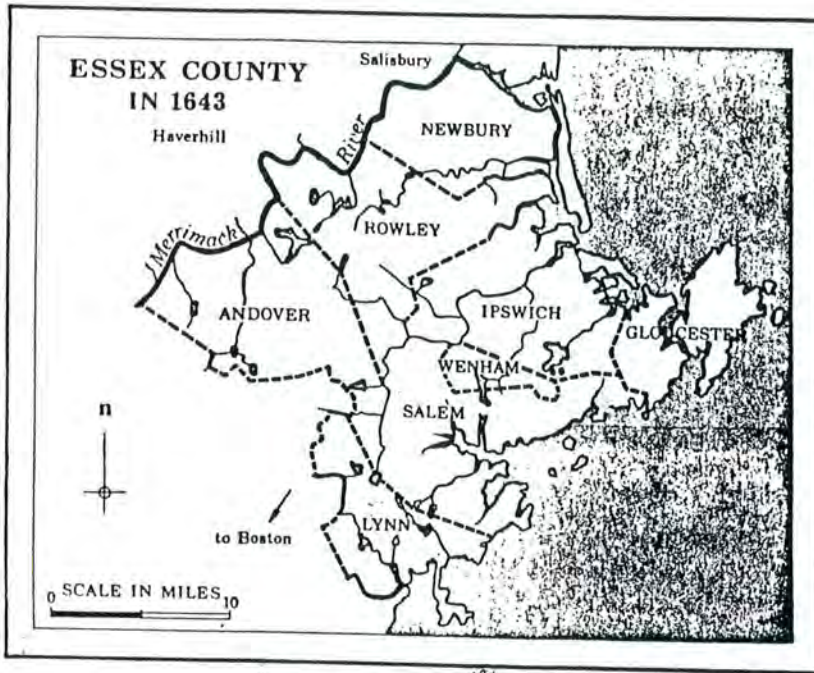 ESSEX COUNTY
IN 1643
Salisbury
Haverhill
NEWBURY
Merrimack River
ROWLEY
ANDOVER
IPSWICH
GLOUCESTER
WENHAM
SALEM
n
LYNN
to Boston
SCALE IN MILES
0 10